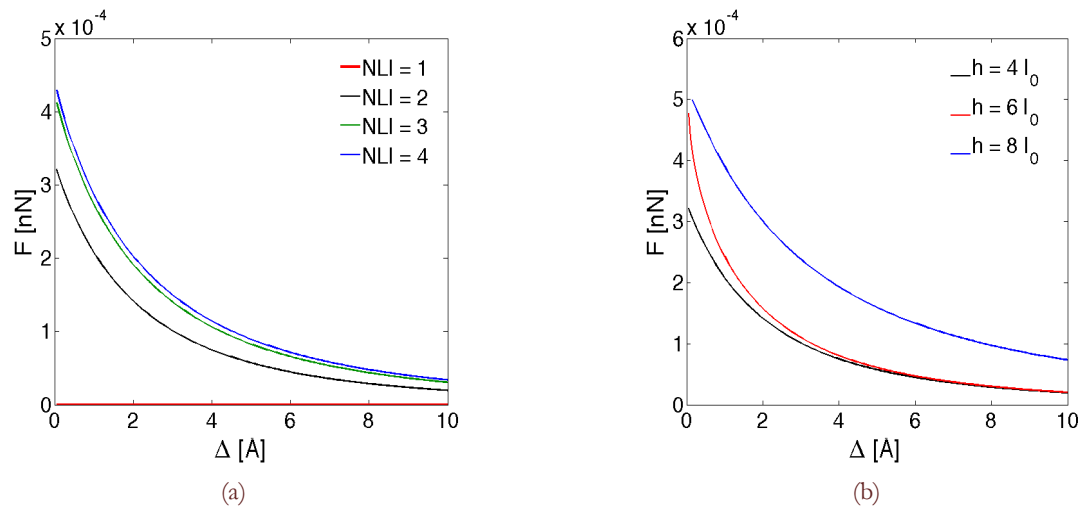 x 10⁻⁴
5
4
3
2
1
0
F [nN]
0 2 4 6 8 10
Δ [Å]
NLI = 1
NLI = 2
NLI = 3
NLI = 4
(a)
x 10⁻⁴
6
5
4
3
2
1
0
F [nN]
0 2 4 6 8 10
Δ [Å]
h = 4 l₀
h = 6 l₀
h = 8 l₀
(b)